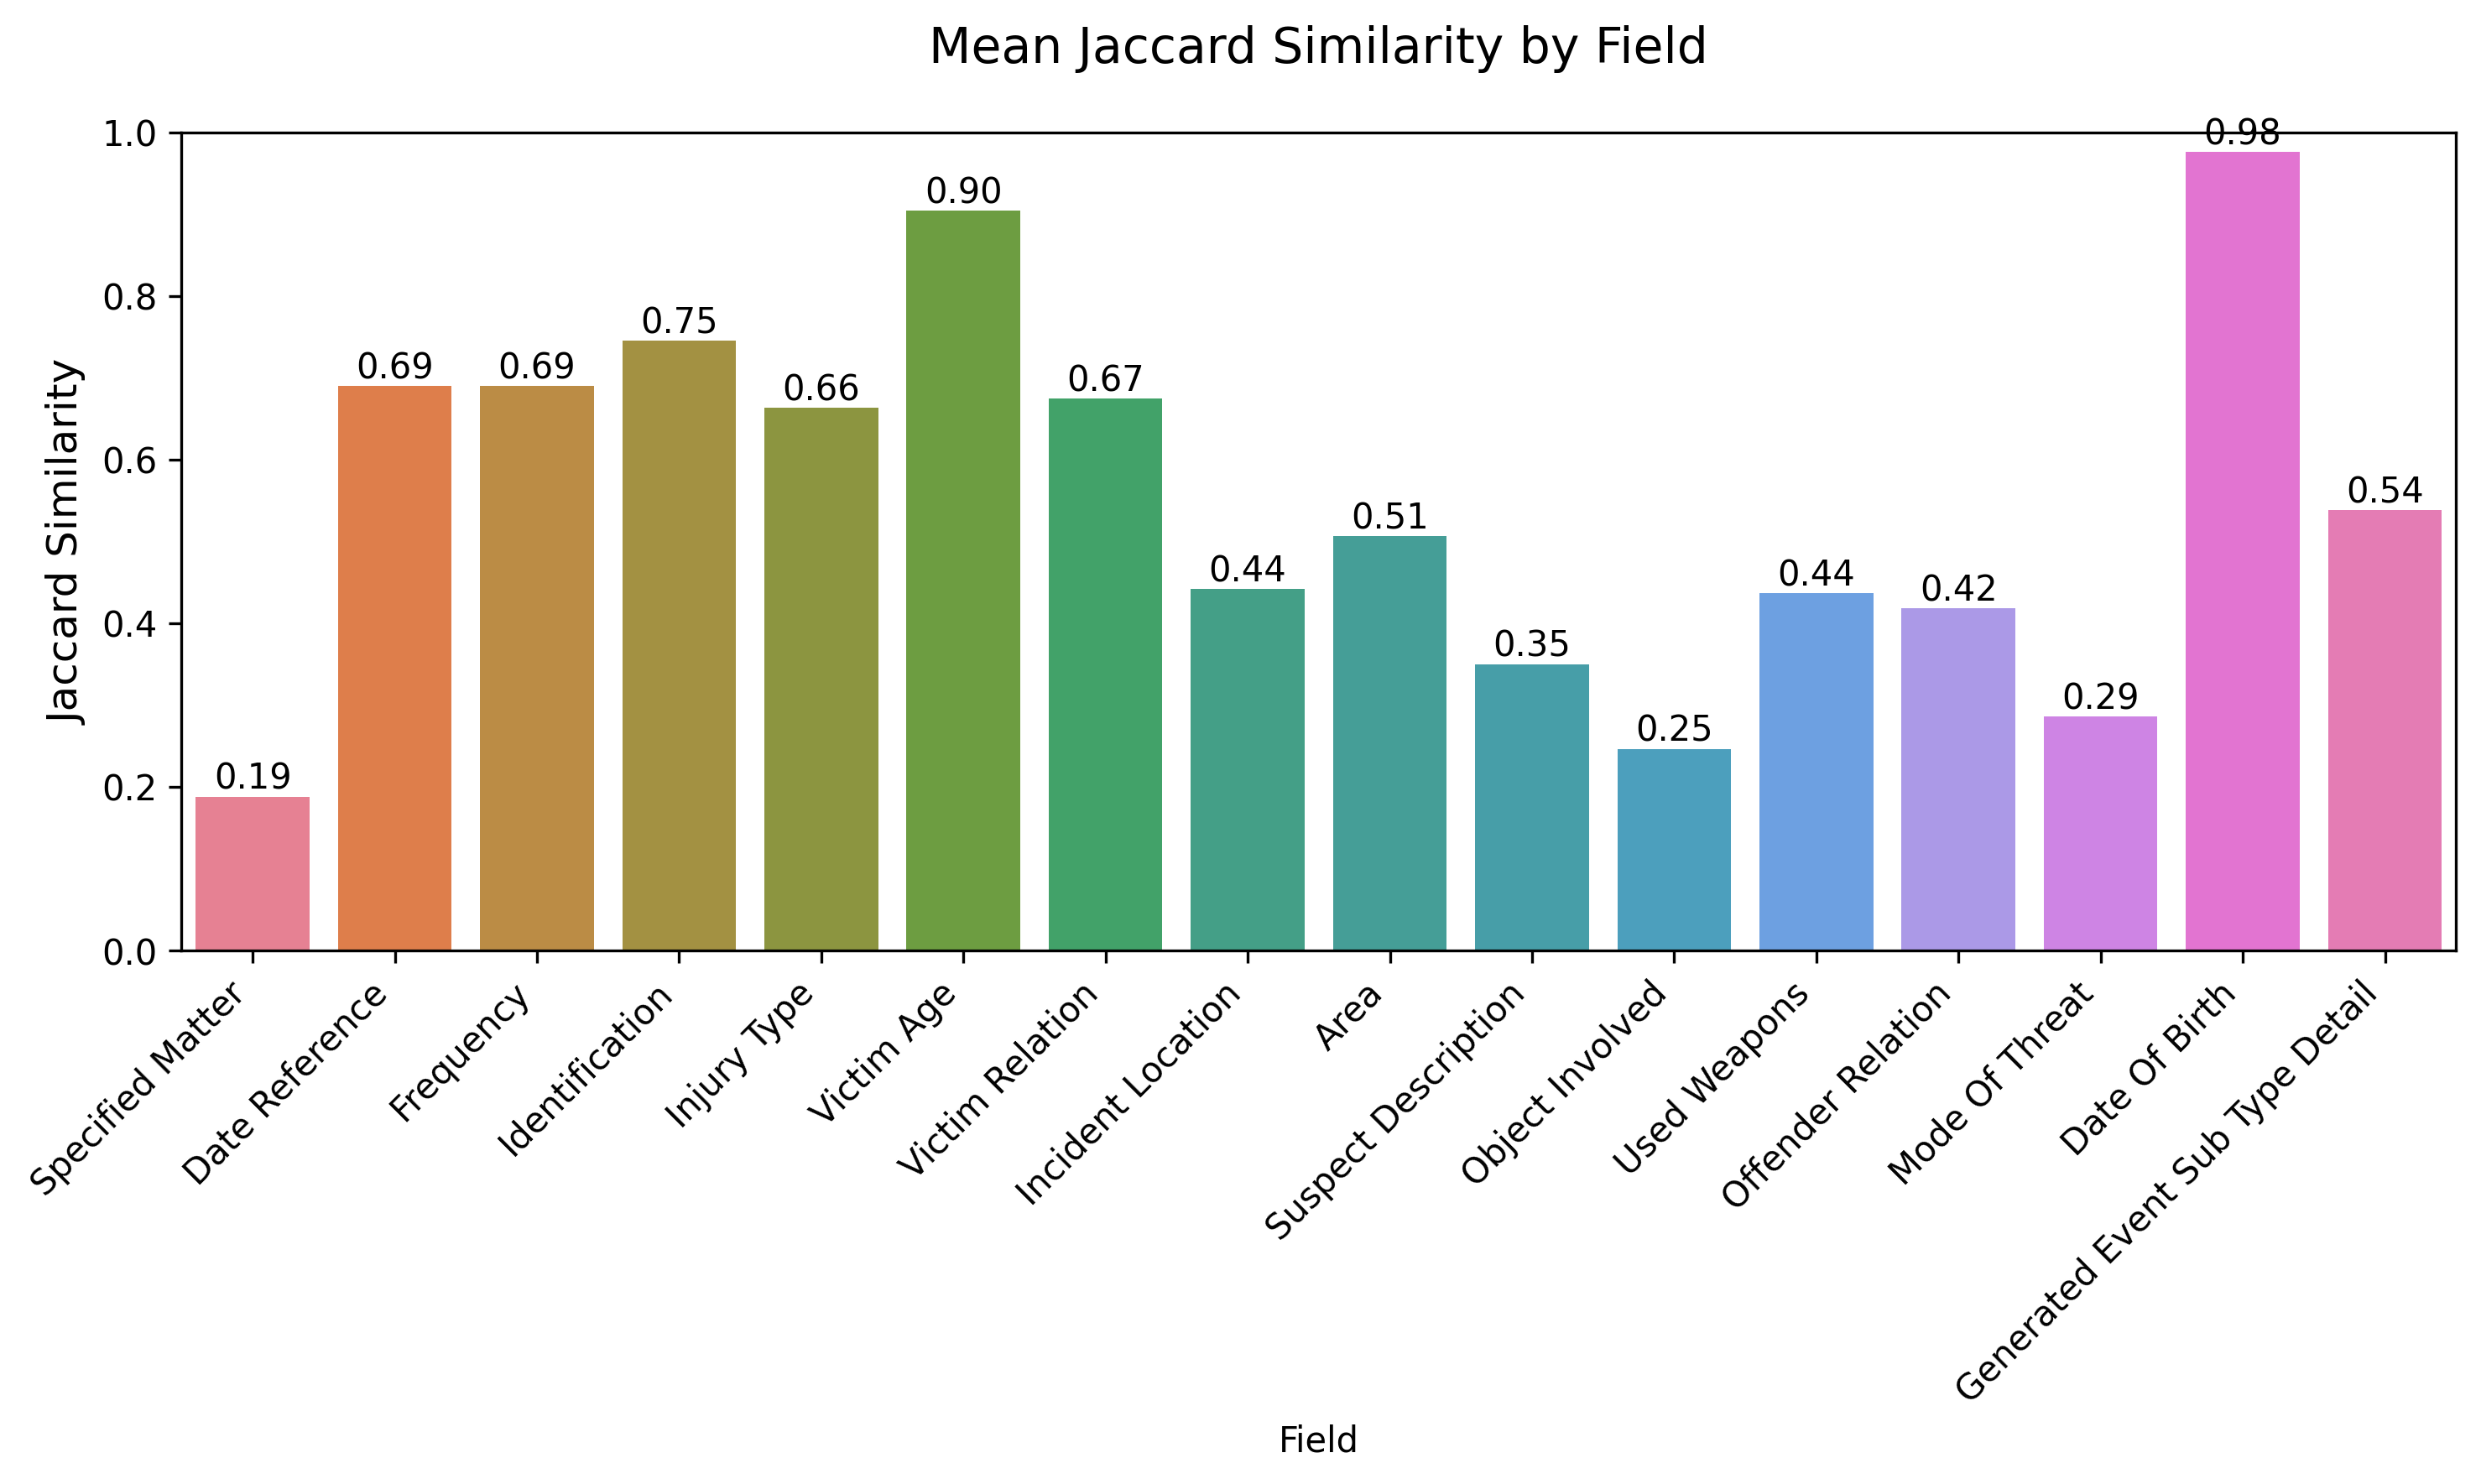 Mean Jaccard Similarity by Field
Jaccard Similarity
1.0
0.8
0.6
0.4
0.2
0.0
0.19
0.69
0.69
0.75
0.66
0.90
0.67
0.44
0.51
0.35
0.25
0.44
0.42
0.29
0.98
0.54
Specified Matter
Date Reference
Frequency
Identification
Injury Type
Victim Age
Victim Relation
Incident Location
Area
Suspect Description
Object Involved
Used Weapons
Offender Relation
Mode Of Threat
Date Of Birth
Generated Event Sub Type Detail
Field